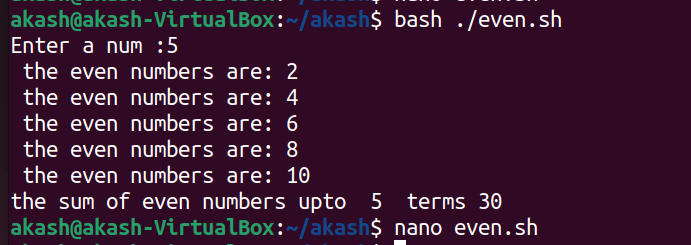 akash@akash-VirtualBox:~/akash$ bash ./even.sh
Enter a num :5
 the even numbers are: 2
 the even numbers are: 4
 the even numbers are: 6
 the even numbers are: 8
 the even numbers are: 10
the sum of even numbers upto  5  terms 30
akash@akash-VirtualBox:~/akash$ nano even.sh